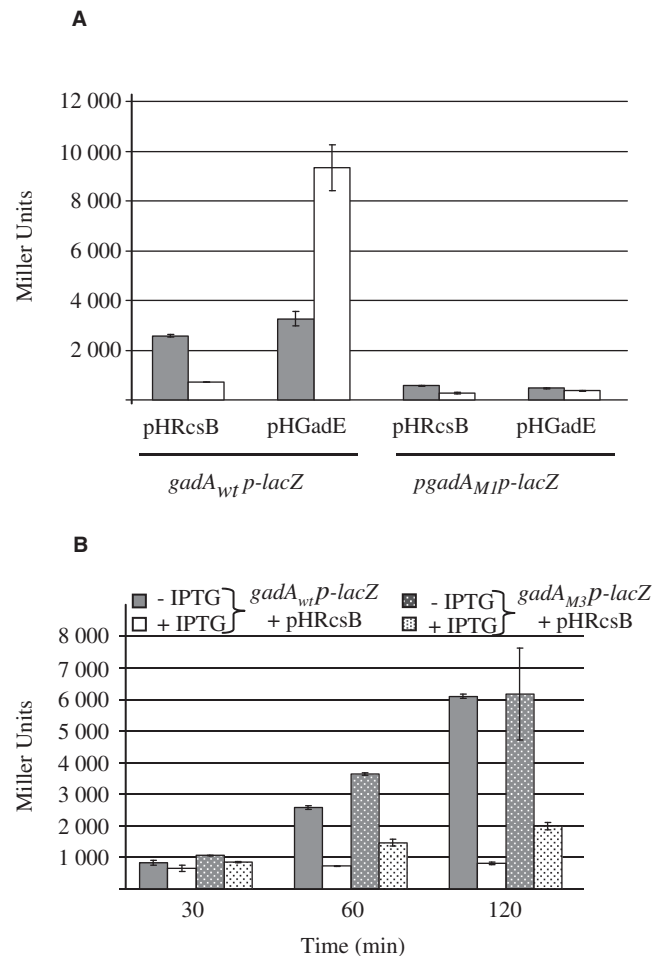 A
12 000
10 000
8 000
6 000
4 000
2 000
Miller Units
pHRcsB pHGadE pHRcsB pHGadE
gadAwt p-lacZ pgadAM1p-lacZ
B
- IPTG gadAwtp-lacZ - IPTG gadAM3p-lacZ
+ IPTG + pHRcsB + IPTG + pHRcsB
8 000
7 000
6 000
5 000
4 000
3 000
2 000
1 000
Miller Units
30 60 120
Time (min)